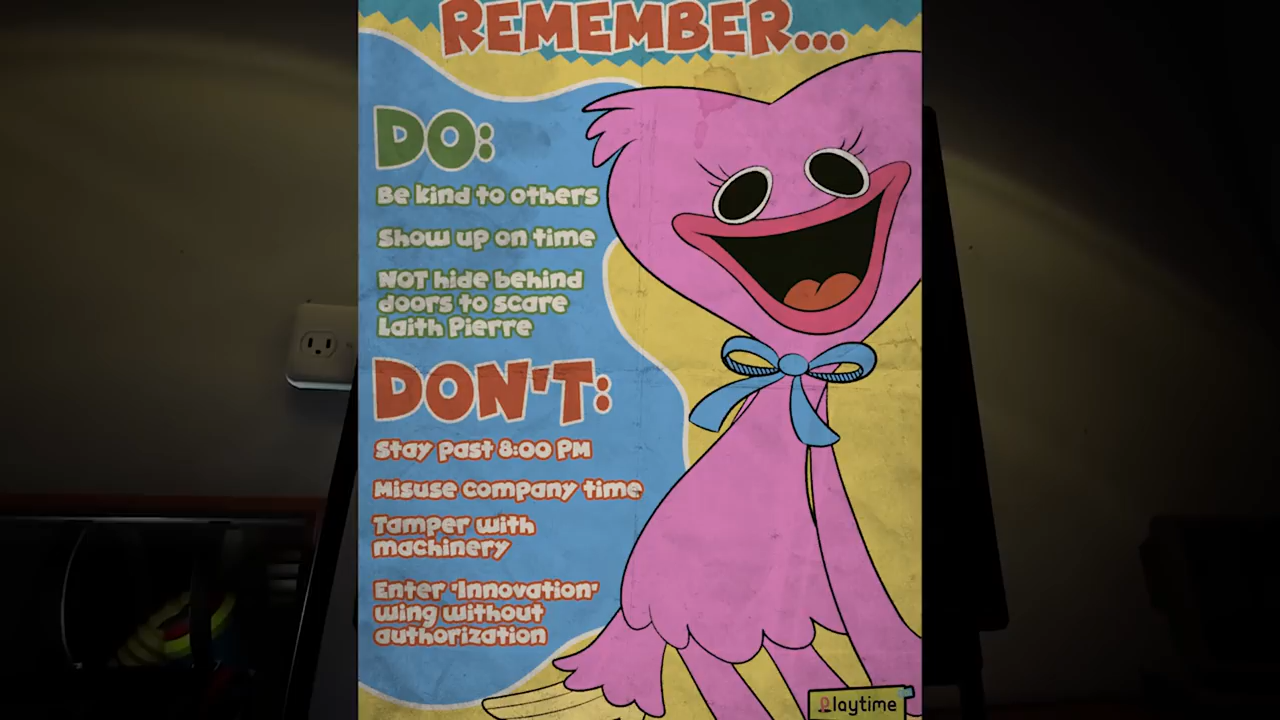 REMEMBER...
DO:
Be kind to others
Show up on time
NOT hide behind
doors to scare
Laith Pierre
DON'T:
Stay past 8:00 PM
Misuse company time
Tamper with
machinery
Enter 'Innovation'
wing without
authorization
Playtime